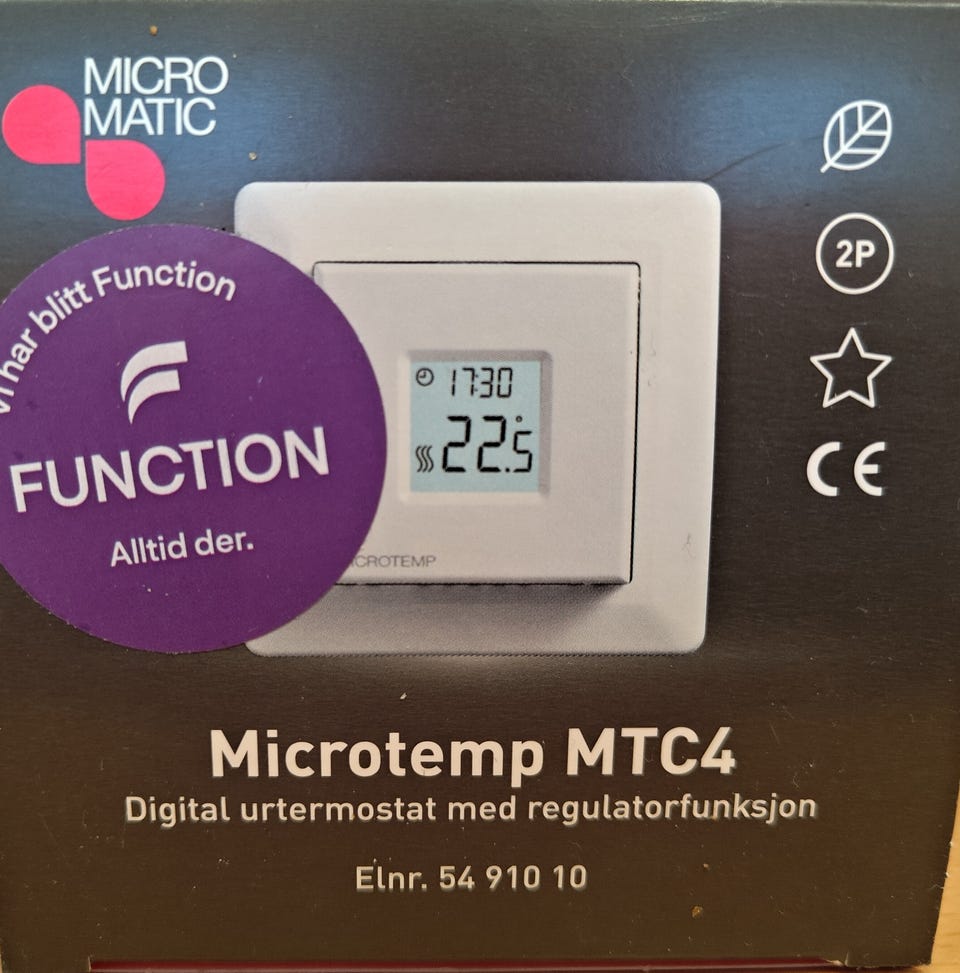 MICRO
MATIC
Vi har blitt Function
FUNCTION
Alltid der.
2P
CE
17:30
22.5°
MICROTEMP
Microtemp MTC4
Digital urtermostat med regulatorfunksjon
Elnr. 54 910 10